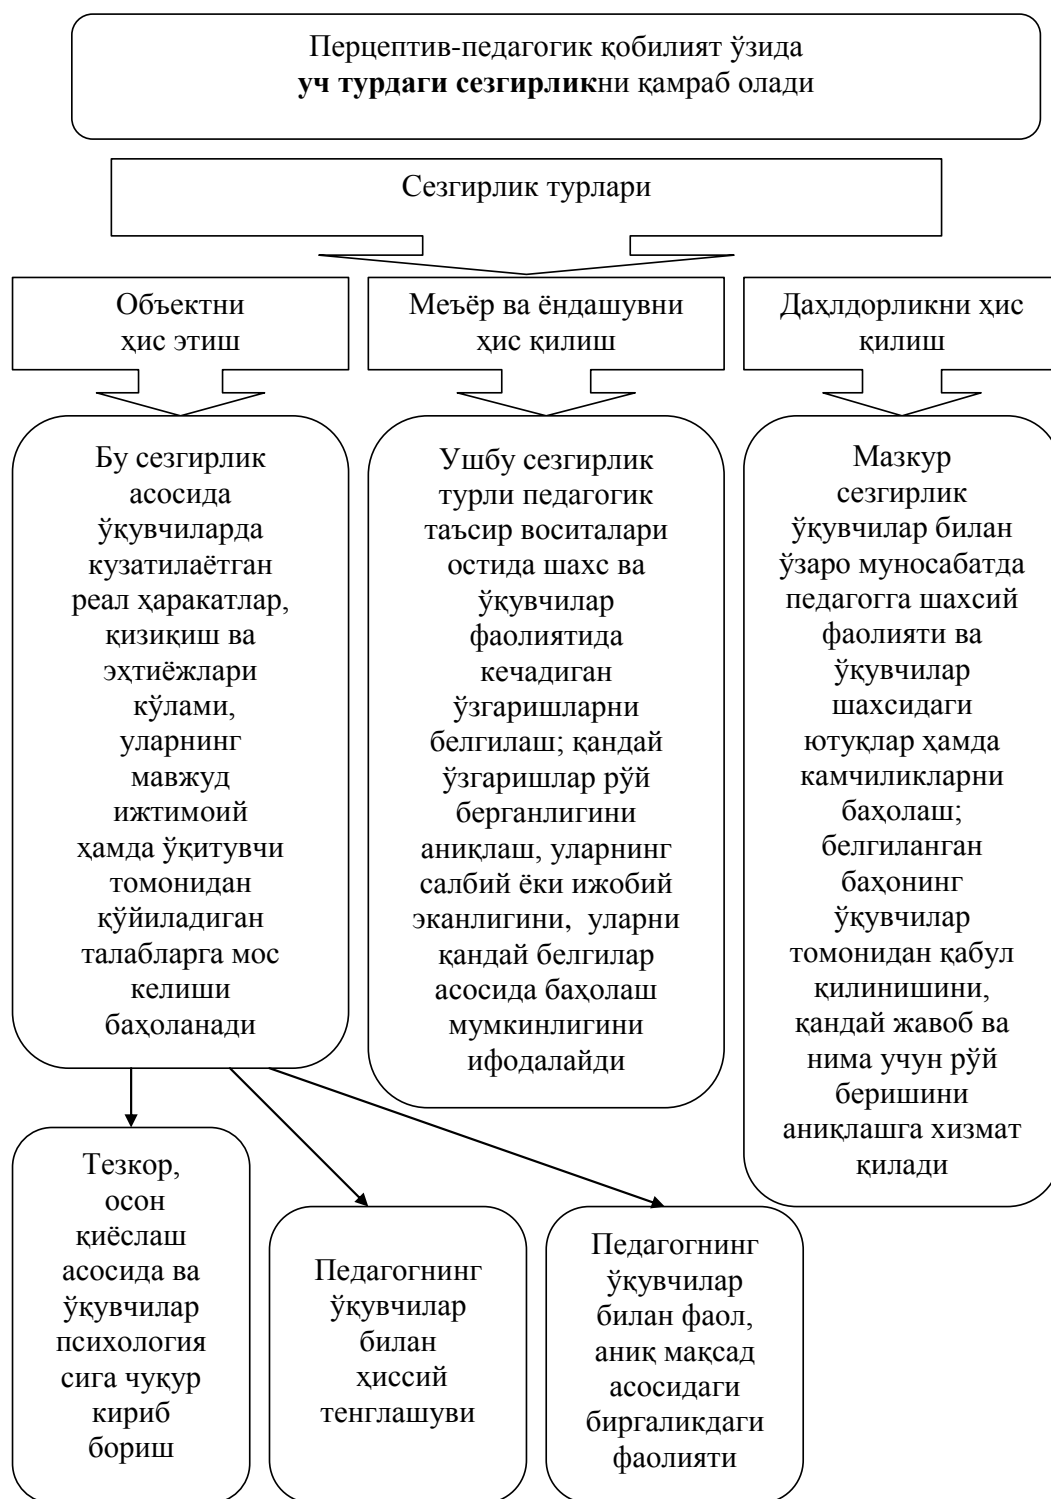 Перцептив-педагогик қобилият ўзида
уч турдаги сезгирликни қамраб олади
Сезгирлик турлари
Объектни
ҳис этиш
Меъёр ва ёндашувни
ҳис қилиш
Даҳлдорликни ҳис
қилиш
Бу сезгирлик
асосида
ўқувчиларда
кузатилаётган
реал ҳаракатлар,
қизиқиш ва
эҳтиёжлари
кўлами,
уларнинг
мавжуд
ижтимоий
ҳамда ўқитувчи
томонидан
қўйиладиган
талабларга мос
келиши
баҳоланади
Ушбу сезгирлик
турли педагогик
таъсир воситалари
остида шахс ва
ўқувчилар
фаолиятида
кечадиган
ўзгаришларни
белгилаш; қандай
ўзгаришлар рўй
берганлигини
аниқлаш, уларнинг
салбий ёки ижобий
эканлигини, уларни
қандай белгилар
асосида баҳолаш
мумкинлигини
ифодалайди
Мазкур
сезгирлик
ўқувчилар билан
ўзаро муносабатда
педагогга шахсий
фаолияти ва
ўқувчилар
шахсидаги
ютуқлар ҳамда
камчиликларни
баҳолаш;
белгиланган
баҳонинг
ўқувчилар
томонидан қабул
қилинишини,
қандай жавоб ва
нима учун рўй
беришини
аниқлашга хизмат
қилади
Тезкор,
осон
қиёслаш
асосида ва
ўқувчилар
психология
сига чуқур
кириб
бориш
Педагогнинг
ўқувчилар
билан
ҳиссий
тенглашуви
Педагогнинг
ўқувчилар
билан фаол,
аниқ мақсад
асосидаги
биргаликдаги
фаолияти